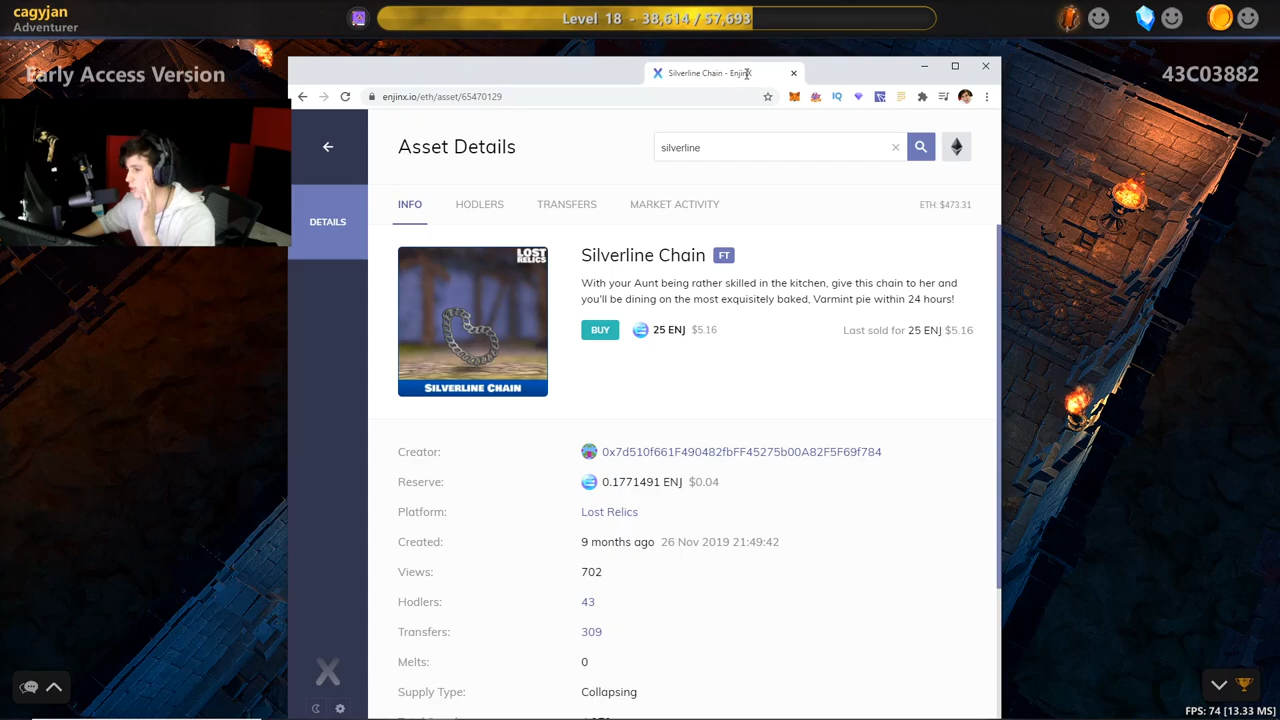 cagyjan
Adventurer
Level 18 - 38,614 / 57,693
Early Access Version
43C03882
Silverline Chain - EnjinX
enjinx.io/eth/asset/65470129
Asset Details
silverline
DETAILS
INFO
HODLERS
TRANSFERS
MARKET ACTIVITY
ETH: $473.31
LOST
RELICS
SILVERLINE CHAIN
Silverline Chain FT
With your Aunt being rather skilled in the kitchen, give this chain to her and
you'll be dining on the most exquisitely baked, Varmint pie within 24 hours!
BUY 25 ENJ $5.16
Last sold for 25 ENJ $5.16
Creator: 0x7d510f661F490482fbFF45275b00A82F5F69f784
Reserve: 0.1771491 ENJ $0.04
Platform: Lost Relics
Created: 9 months ago 26 Nov 2019 21:49:42
Views: 702
Hodlers: 43
Transfers: 309
Melts: 0
Supply Type: Collapsing
FPS: 74 [13.33 MS]